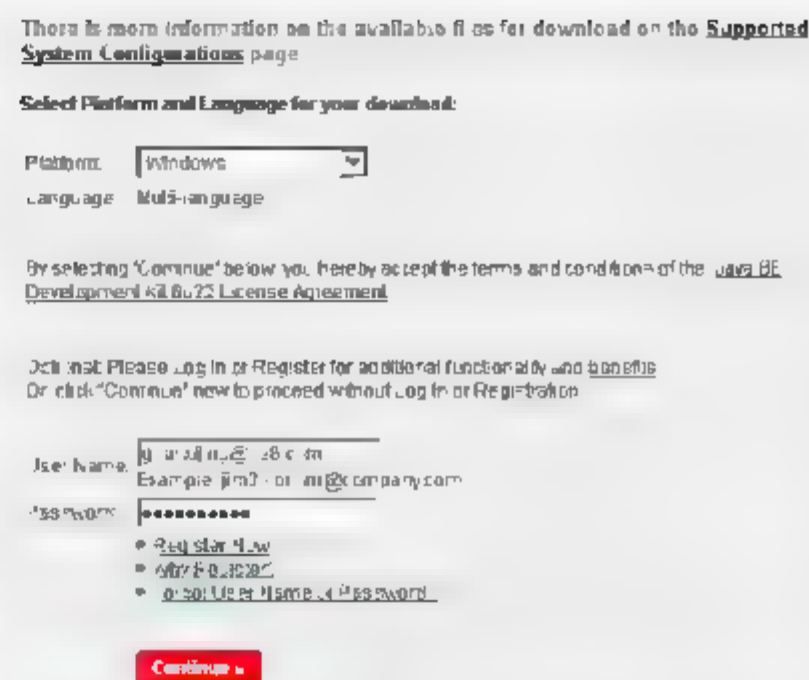 There is more information on the available files for download on the Supported
System Configurations page
Select Platform and Language for your download:
Platform: Windows
Language Multi-language
By selecting 'Continue' below you hereby accept the terms and conditions of the Java SE
Development Kit 6u22 License Agreement
Optional: Please Log In or Register for additional functionality and benefits
Or click "Continue" now to proceed without Log In or Registration
User Name:
Example: jim21 or jim@company.com
Password: ••••••••••
• Register Now
• Why Register?
• Forgot User Name or Password
Continue »